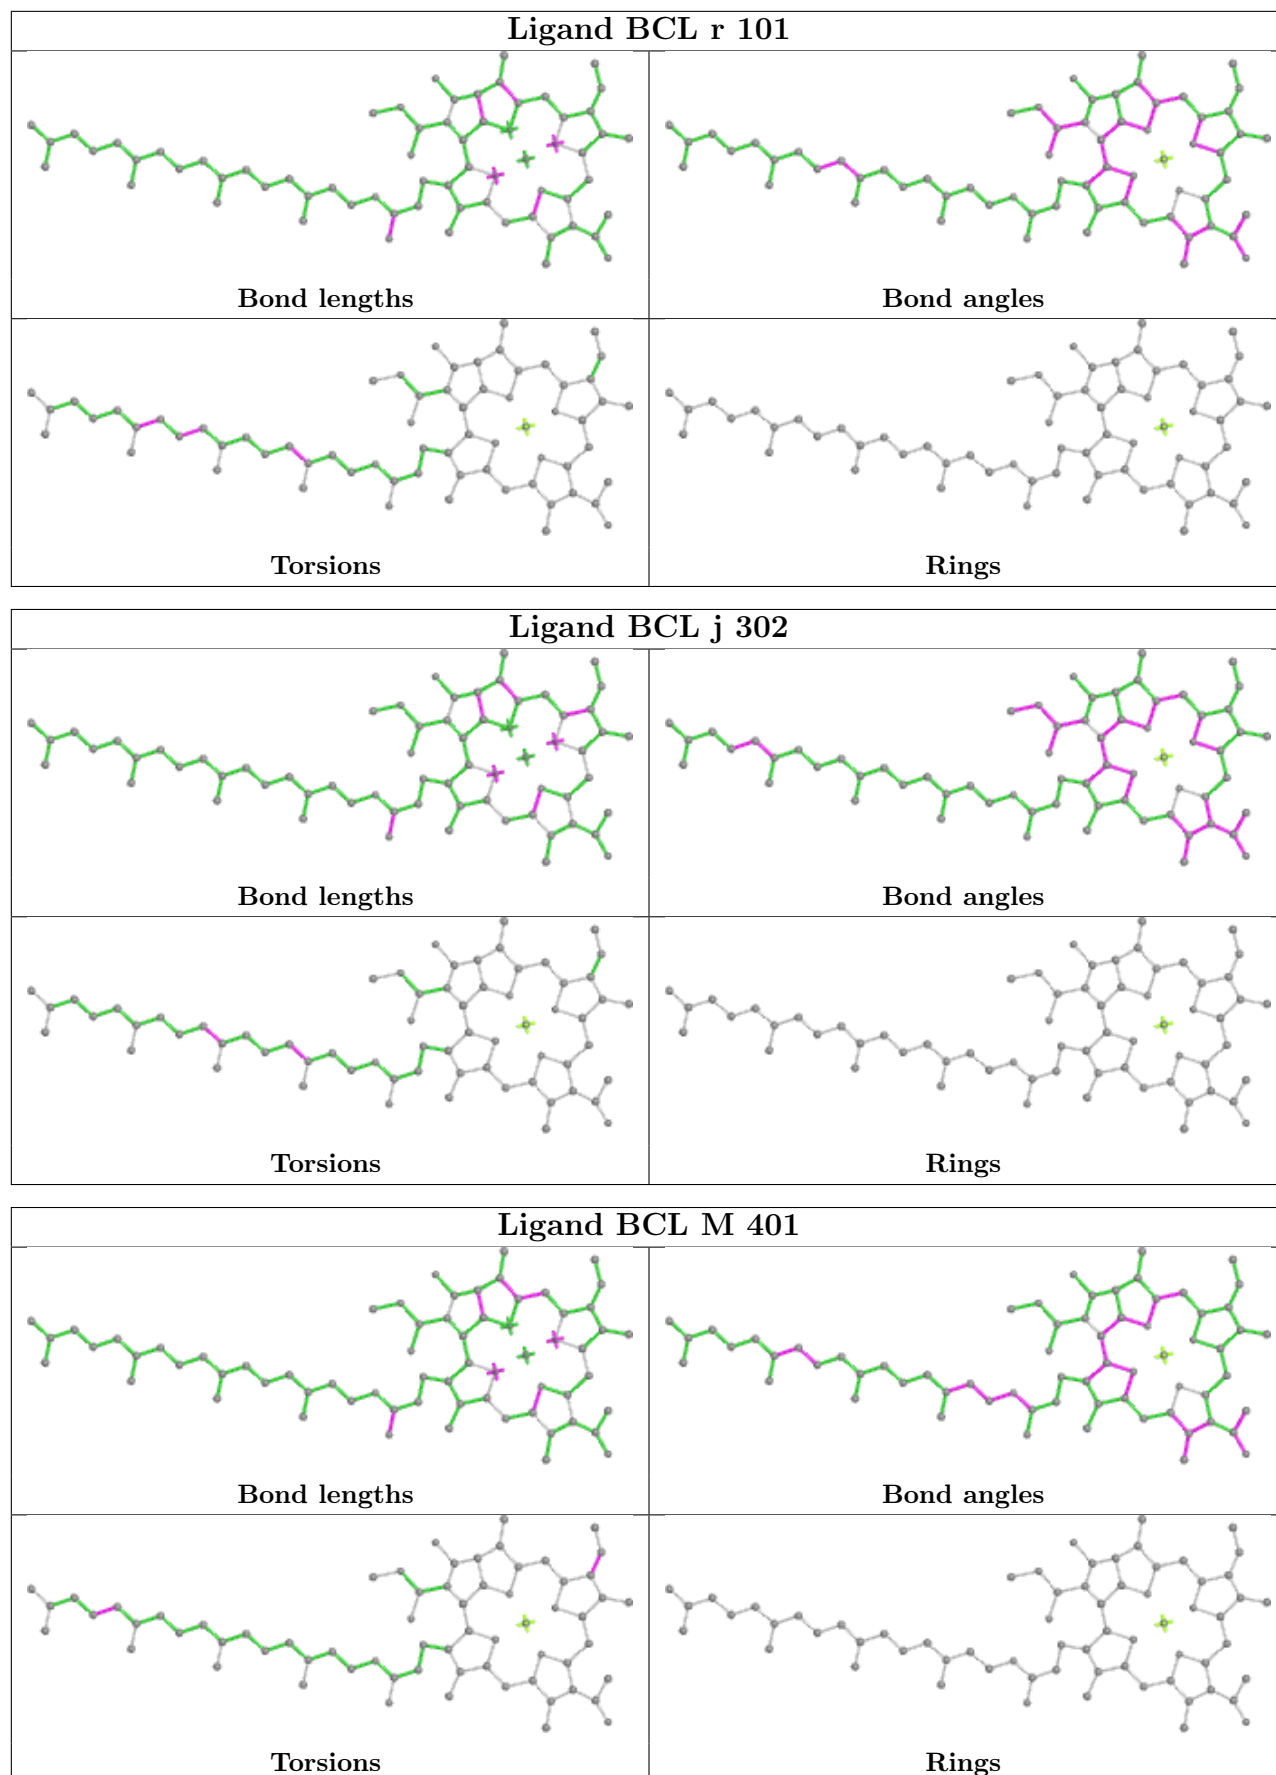 Ligand BCL r 101
Bond lengths
Bond angles
Torsions
Rings
Ligand BCL j 302
Bond lengths
Bond angles
Torsions
Rings
Ligand BCL M 401
Bond lengths
Bond angles
Torsions
Rings